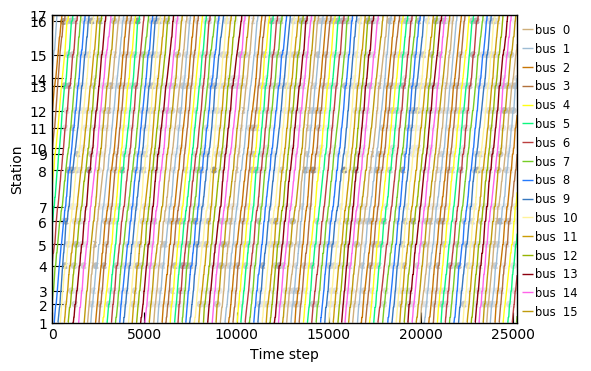 17
16
15
14
13
12
11
10
9
8
7
6
5
4
3
2
1
Station
0 5000 10000 15000 20000 25000
Time step
bus 0
bus 1
bus 2
bus 3
bus 4
bus 5
bus 6
bus 7
bus 8
bus 9
bus 10
bus 11
bus 12
bus 13
bus 14
bus 15